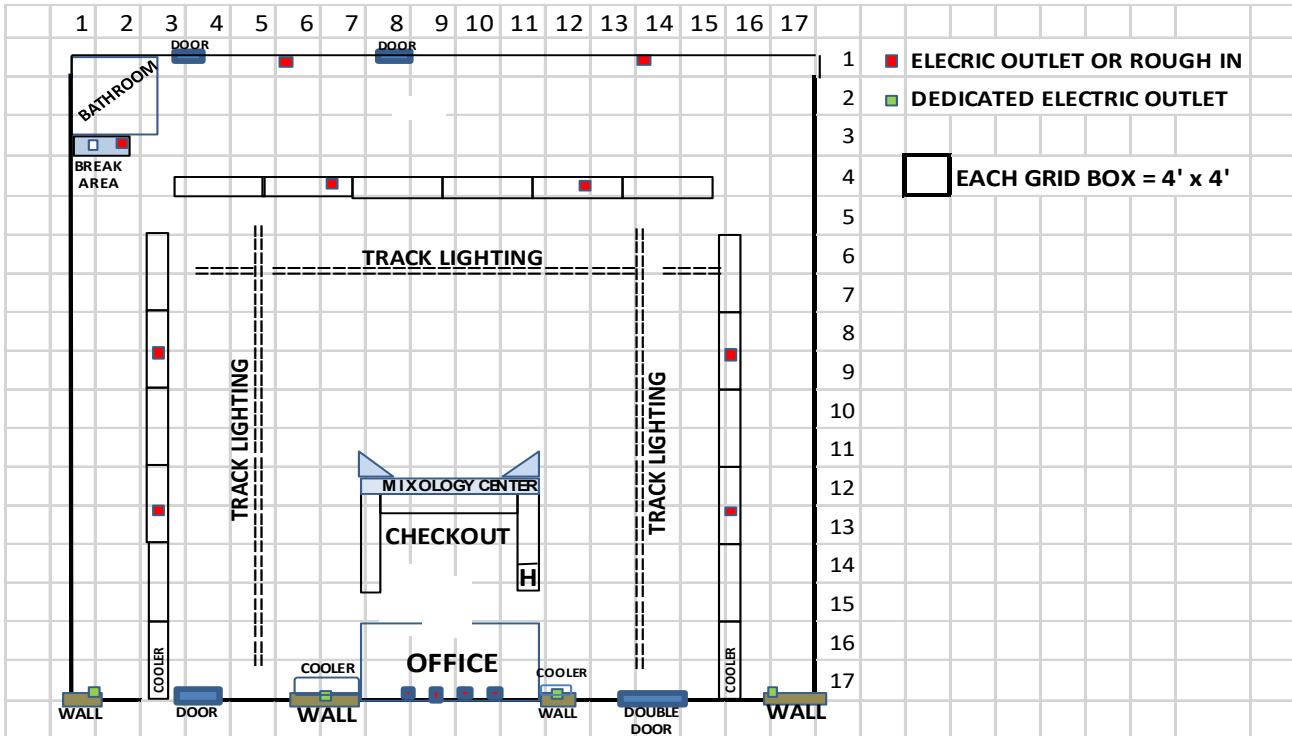 1 2 3 4 5 6 7 8 9 10 11 12 13 14 15 16 17
DOOR
DOOR
1
ELECRIC OUTLET OR ROUGH IN
BATHROOM
2
DEDICATED ELECTRIC OUTLET
3
BREAK
AREA
4
EACH GRID BOX = 4' x 4'
5
TRACK LIGHTING
6
7
8
9
TRACK LIGHTING
TRACK LIGHTING
10
11
MIXOLOGY CENTER
12
CHECKOUT
13
H
14
15
COOLER
OFFICE
COOLER
16
COOLER
COOLER
17
WALL
DOOR
WALL
WALL
DOUBLE
DOOR
WALL